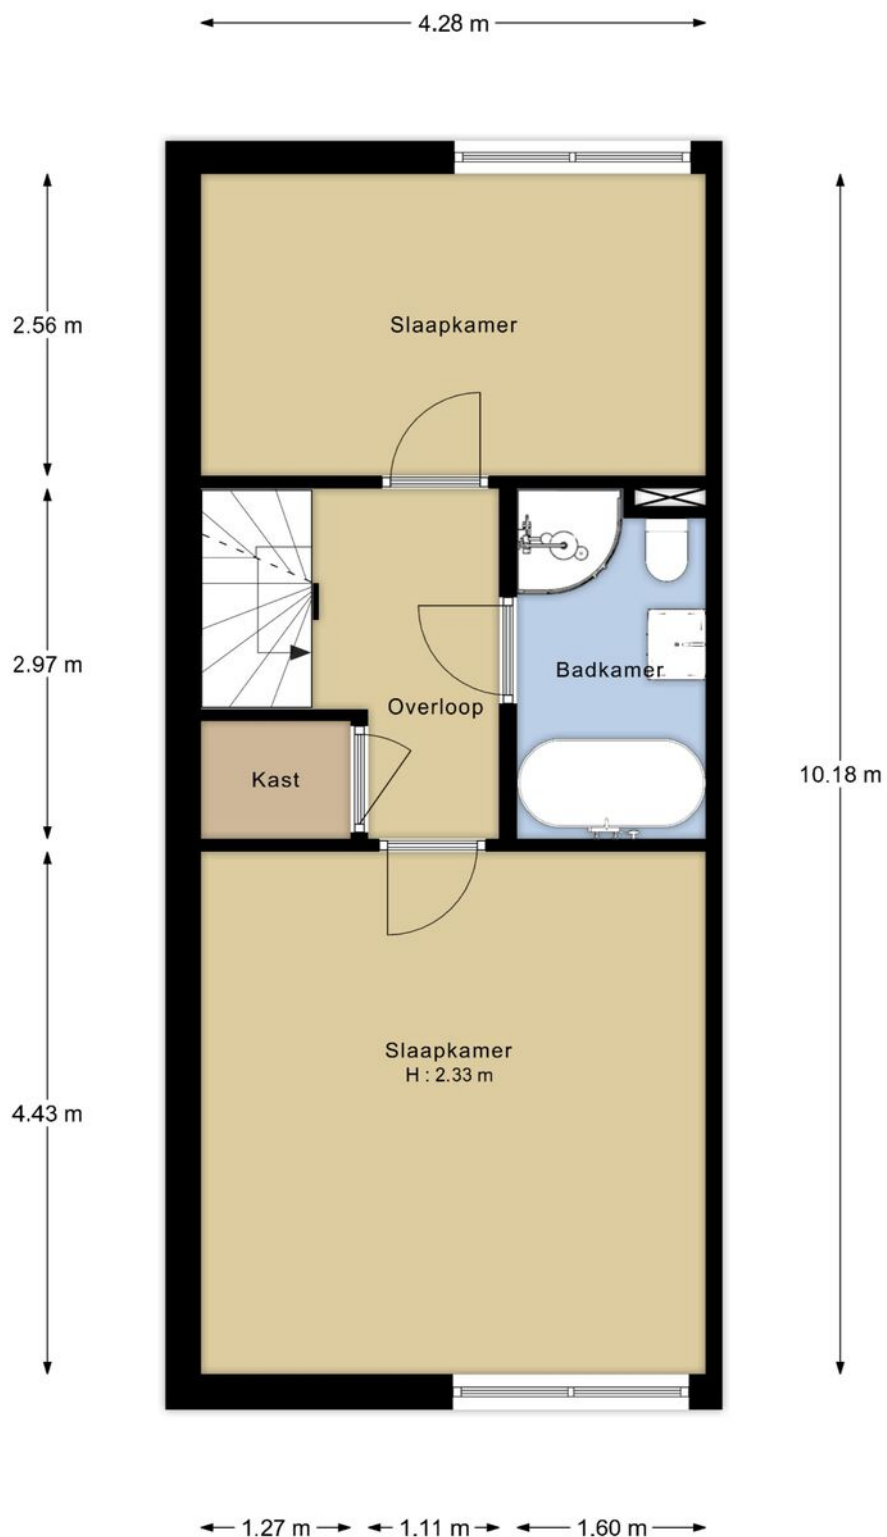 4.28 m
2.56 m
Slaapkamer
2.97 m
Badkamer
Overloop
Kast
10.18 m
Slaapkamer
H : 2.33 m
4.43 m
1.27 m
1.11 m
1.60 m